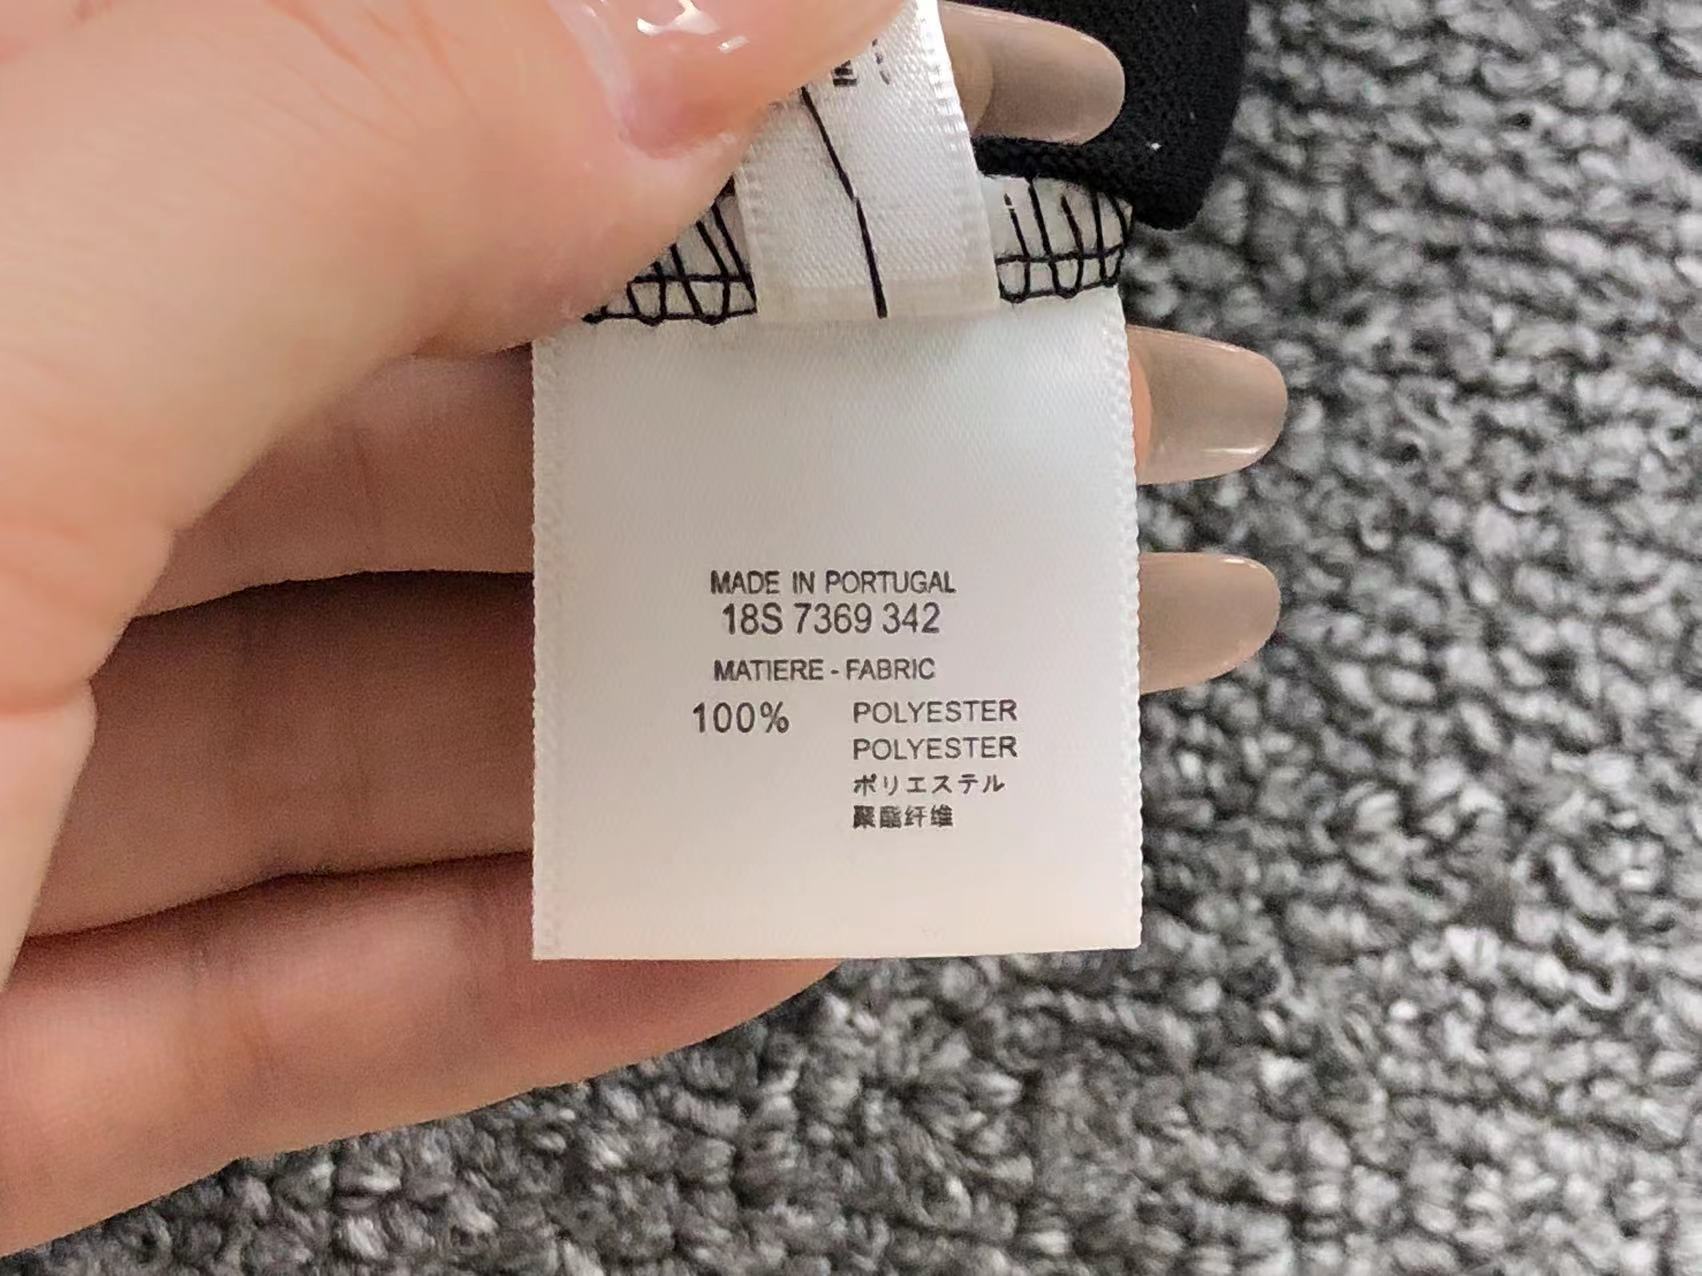 MADE IN PORTUGAL
18S 7369 342
MATIERE - FABRIC
100% POLYESTER
POLYESTER
ポリエステル
聚酯纤维